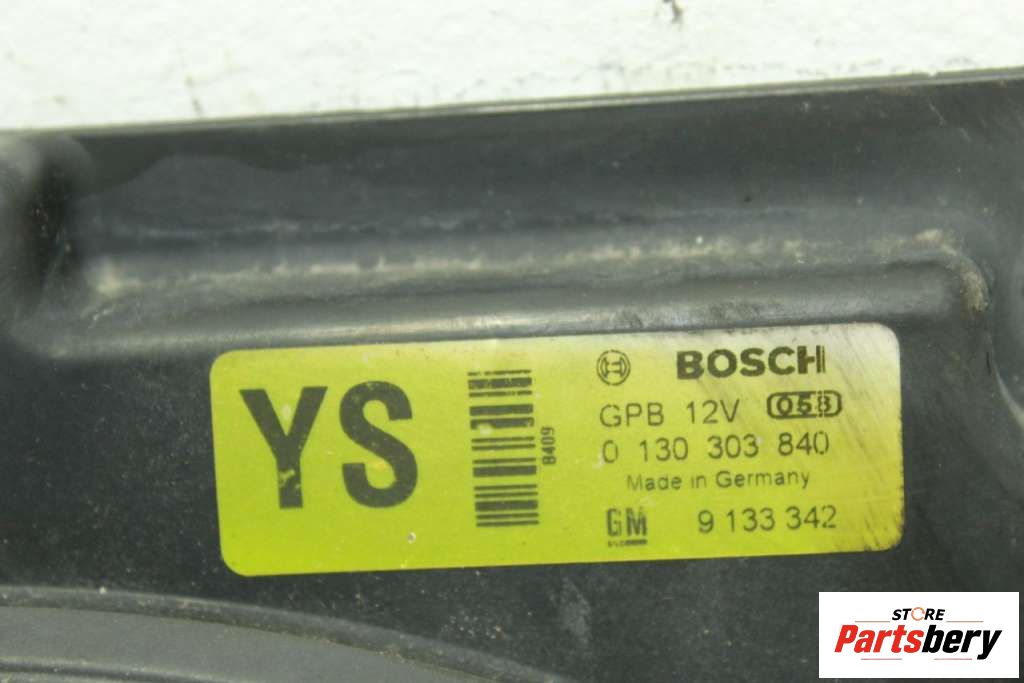 YS
8409
BOSCH
GPB 12V 058
0 130 303 840
Made in Germany
GM 9 133 342
STORE
Partsbery